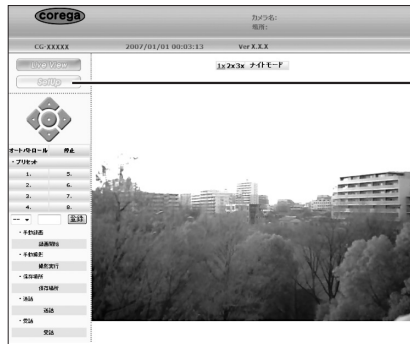 corega
カメラ名:
場所:
CG-XXXXX 2007/01/01 00:03:13 Ver X.X.X
Live View
SetUp
1x 2x 3x ナイトモード
オートパトロール 停止
・プリセット
1. 5.
2. 6.
3. 7.
4. 8.
-- 登録
・手動録画
録画開始
・手動撮影
撮影実行
・保存場所
保存場所
・送話
送話
・受話
受話